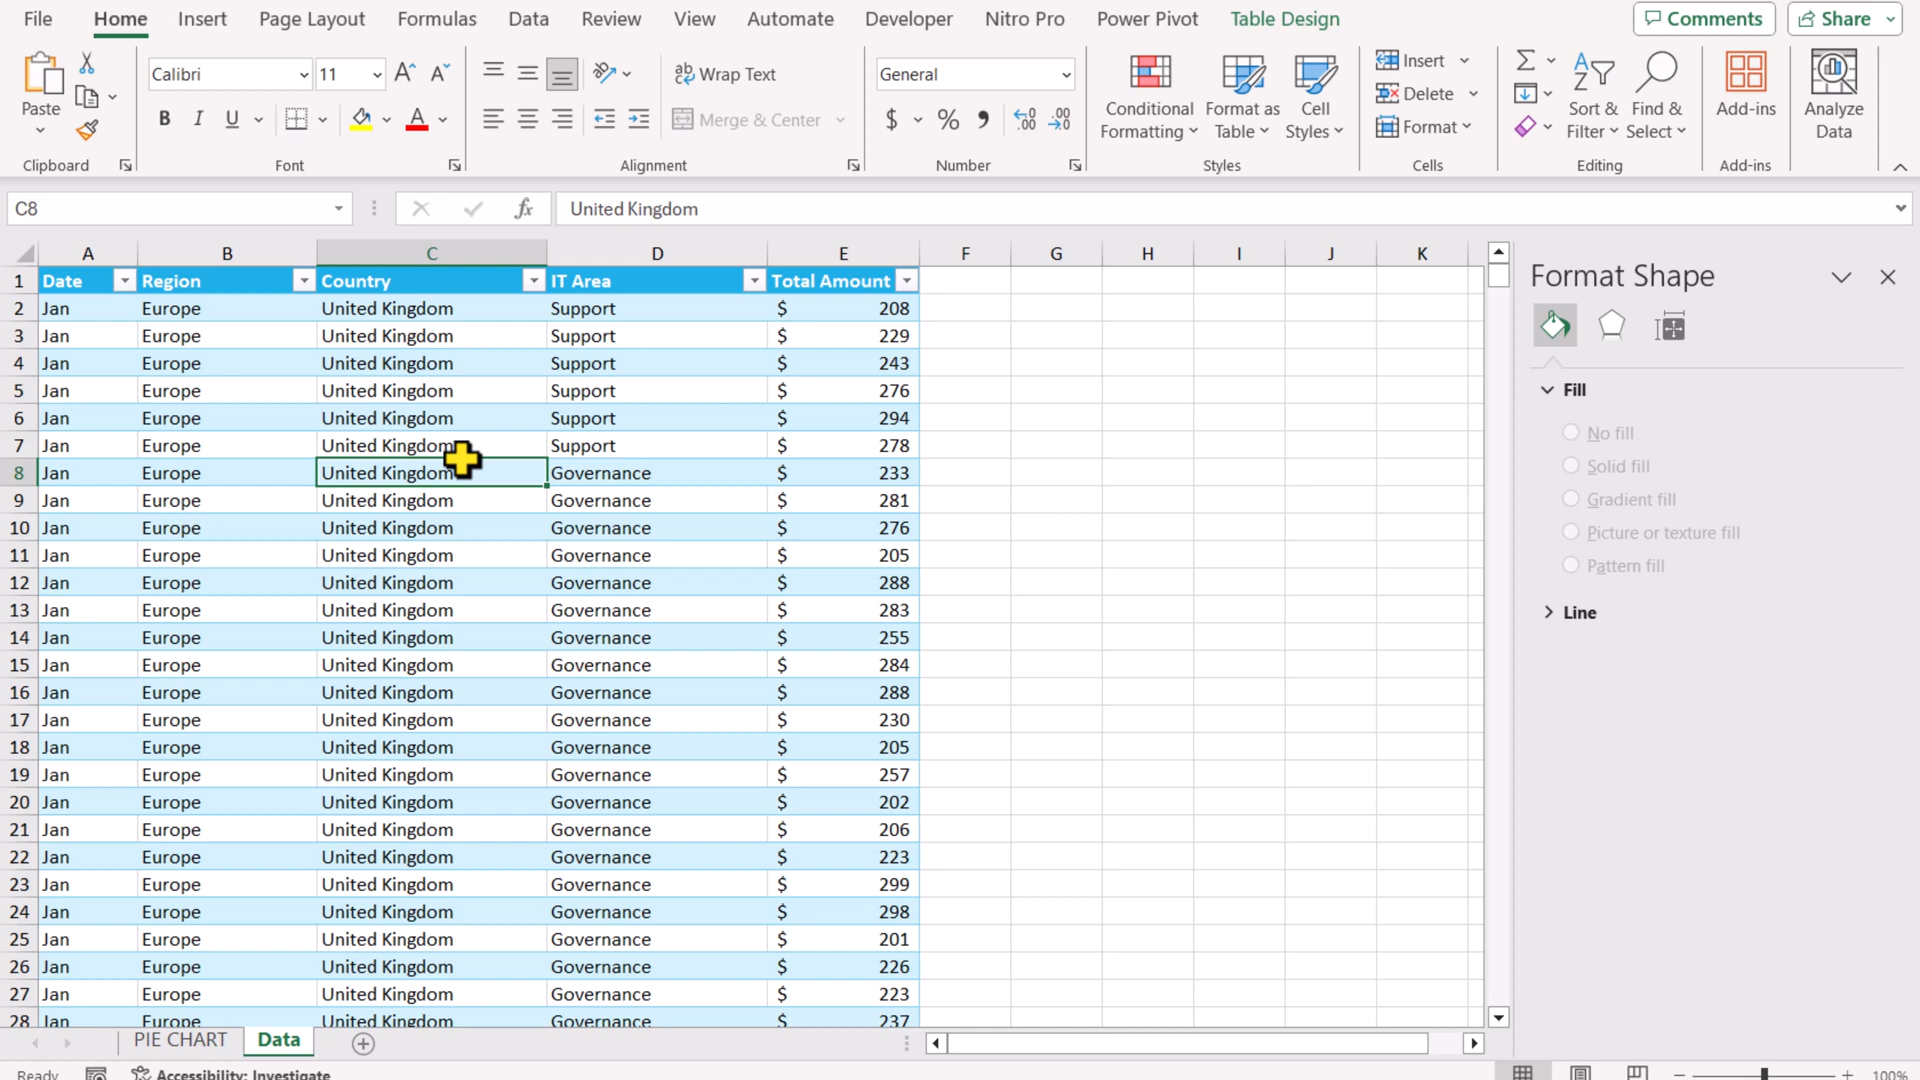 File Home Insert Page Layout Formulas Data Review View Automate Developer Nitro Pro Power Pivot Table Design Comments Share
Calibri 11 Wrap Text General Insert
Paste Conditional Formatting Format as Table Cell Styles Delete Sort & Filter Find & Select Add-ins Analyze Data
B I U Merge & Center $ % Format
Clipboard Font Alignment Number Styles Cells Editing Add-ins
C8 fx United Kingdom
A B C D E F G H I J K
1 Date Region Country IT Area Total Amount
2 Jan Europe United Kingdom Support $ 208
3 Jan Europe United Kingdom Support $ 229
4 Jan Europe United Kingdom Support $ 243
5 Jan Europe United Kingdom Support $ 276
6 Jan Europe United Kingdom Support $ 294
7 Jan Europe United Kingdom Support $ 278
8 Jan Europe United Kingdom Governance $ 233
9 Jan Europe United Kingdom Governance $ 281
10 Jan Europe United Kingdom Governance $ 276
11 Jan Europe United Kingdom Governance $ 205
12 Jan Europe United Kingdom Governance $ 288
13 Jan Europe United Kingdom Governance $ 283
14 Jan Europe United Kingdom Governance $ 255
15 Jan Europe United Kingdom Governance $ 284
16 Jan Europe United Kingdom Governance $ 288
17 Jan Europe United Kingdom Governance $ 230
18 Jan Europe United Kingdom Governance $ 205
19 Jan Europe United Kingdom Governance $ 257
20 Jan Europe United Kingdom Governance $ 202
21 Jan Europe United Kingdom Governance $ 206
22 Jan Europe United Kingdom Governance $ 223
23 Jan Europe United Kingdom Governance $ 299
24 Jan Europe United Kingdom Governance $ 298
25 Jan Europe United Kingdom Governance $ 201
26 Jan Europe United Kingdom Governance $ 226
27 Jan Europe United Kingdom Governance $ 223
28 Jan Europe United Kingdom Governance $ 237
PIE CHART Data
Ready Accessibility: Investigate 100%
Format Shape
Fill
No fill
Solid fill
Gradient fill
Picture or texture fill
Pattern fill
Line